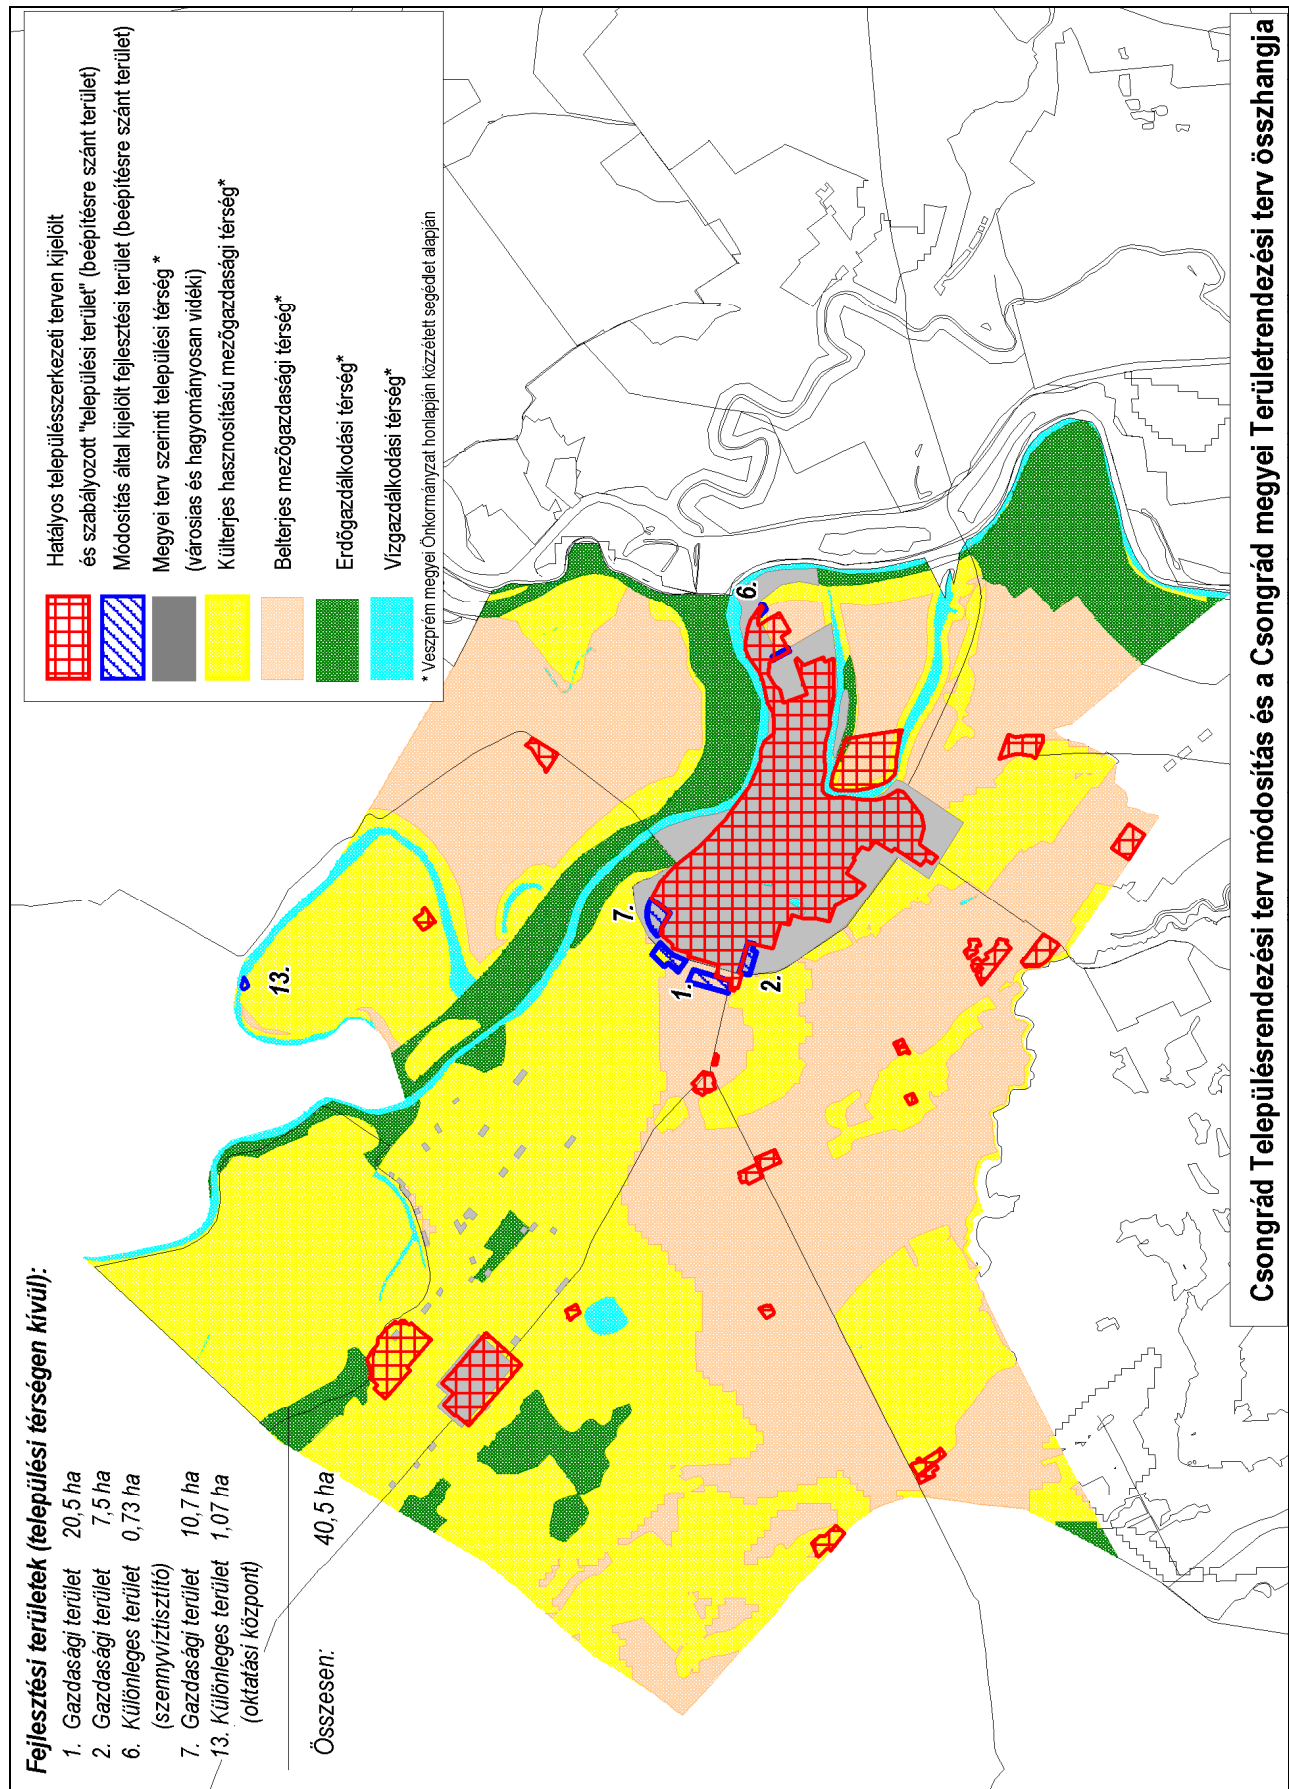 Fejlesztési területek (települési térségen kívül):
1. Gazdasági terület 20,5 ha
2. Gazdasági terület 7,5 ha
6. Különleges terület 0,73 ha
(szennyvíztisztító)
7. Gazdasági terület 10,7 ha
13. Különleges terület 1,07 ha
(oktatási központ)
Összesen: 40,5 ha
Hatályos településszerkezeti terven kijelölt
és szabályozott "települési terület" (beépítésre szánt terület)
Módosítás által kijelölt fejlesztési terület (beépítésre szánt terület)
Megyei terv szerinti települési térség *
(városias és hagyományosan vidéki)
Külterjes hasznosítású mezőgazdasági térség*
Belterjes mezőgazdasági térség*
Erdőgazdálkodási térség*
Vízgazdálkodási térség*
* Veszprém megyei Önkormányzat honlapján közzétett segédlet alapján
13.
7.
1.
2.
6.
Csongrád Településrendezési terv módosítás és a Csongrád megyei Területrendezési terv összhangja